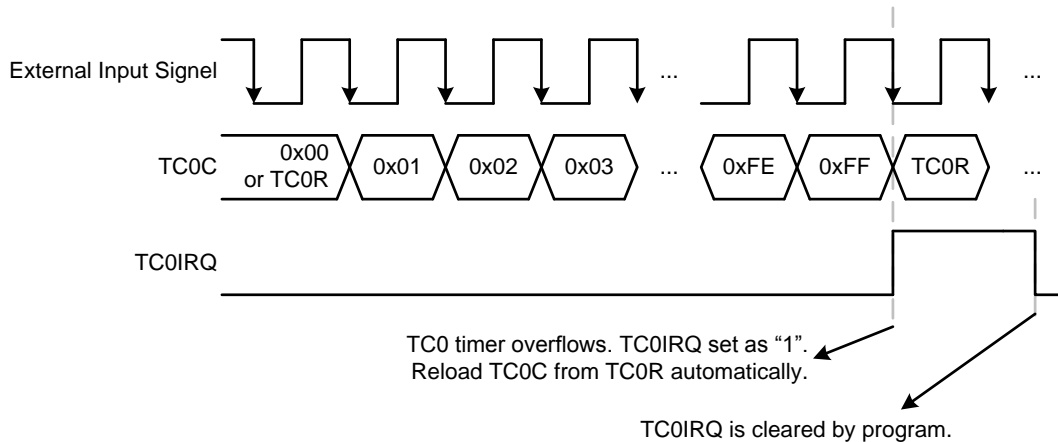 External Input Signel
...
...
TC0C
0x00
or TC0R
0x01
0x02
0x03
...
0xFE
0xFF
TC0R
...
TC0IRQ
TC0 timer overflows. TC0IRQ set as “1”.
Reload TC0C from TC0R automatically.
TC0IRQ is cleared by program.